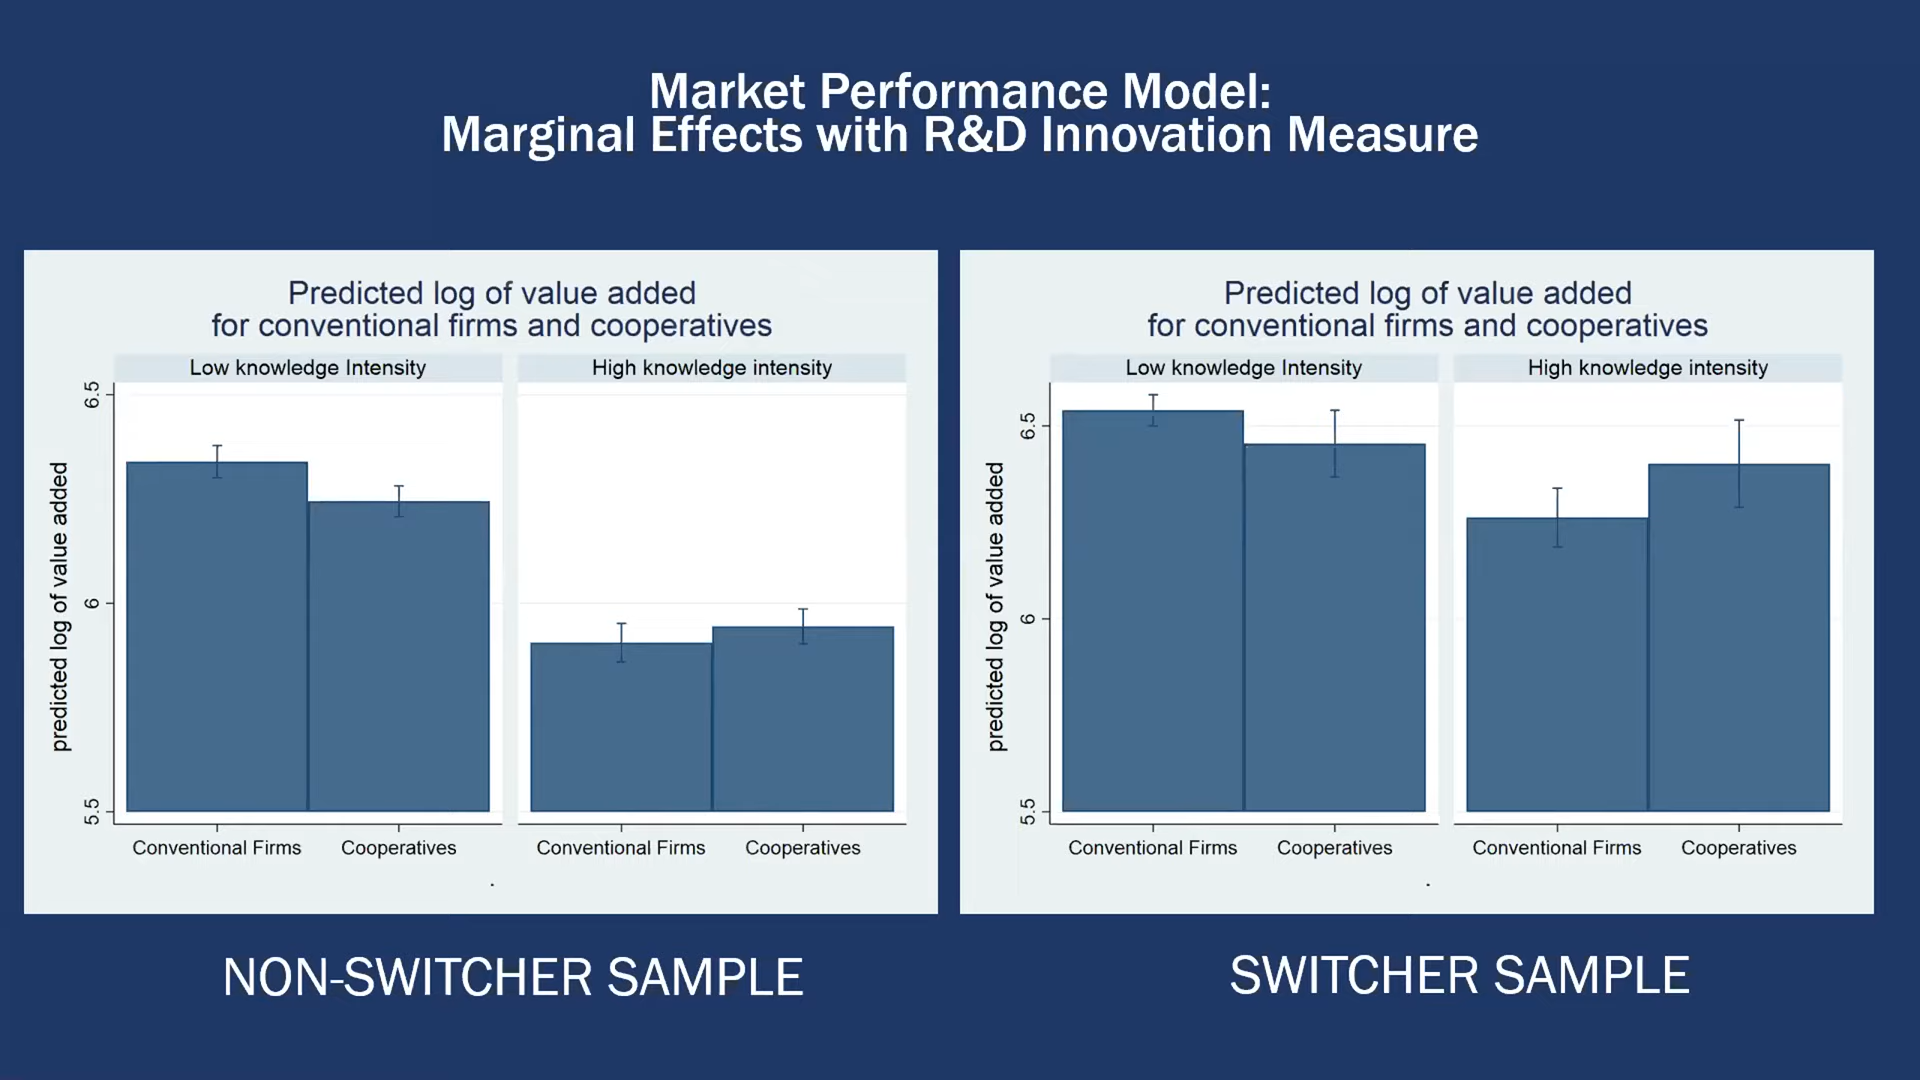 Market Performance Model:
Marginal Effects with R&D Innovation Measure
Predicted log of value added
for conventional firms and cooperatives
Low knowledge Intensity
High knowledge intensity
predicted log of value added
6.5
6
5.5
Conventional Firms
Cooperatives
Conventional Firms
Cooperatives
.
NON-SWITCHER SAMPLE
Predicted log of value added
for conventional firms and cooperatives
Low knowledge Intensity
High knowledge intensity
predicted log of value added
6.5
6
5.5
Conventional Firms
Cooperatives
Conventional Firms
Cooperatives
.
SWITCHER SAMPLE